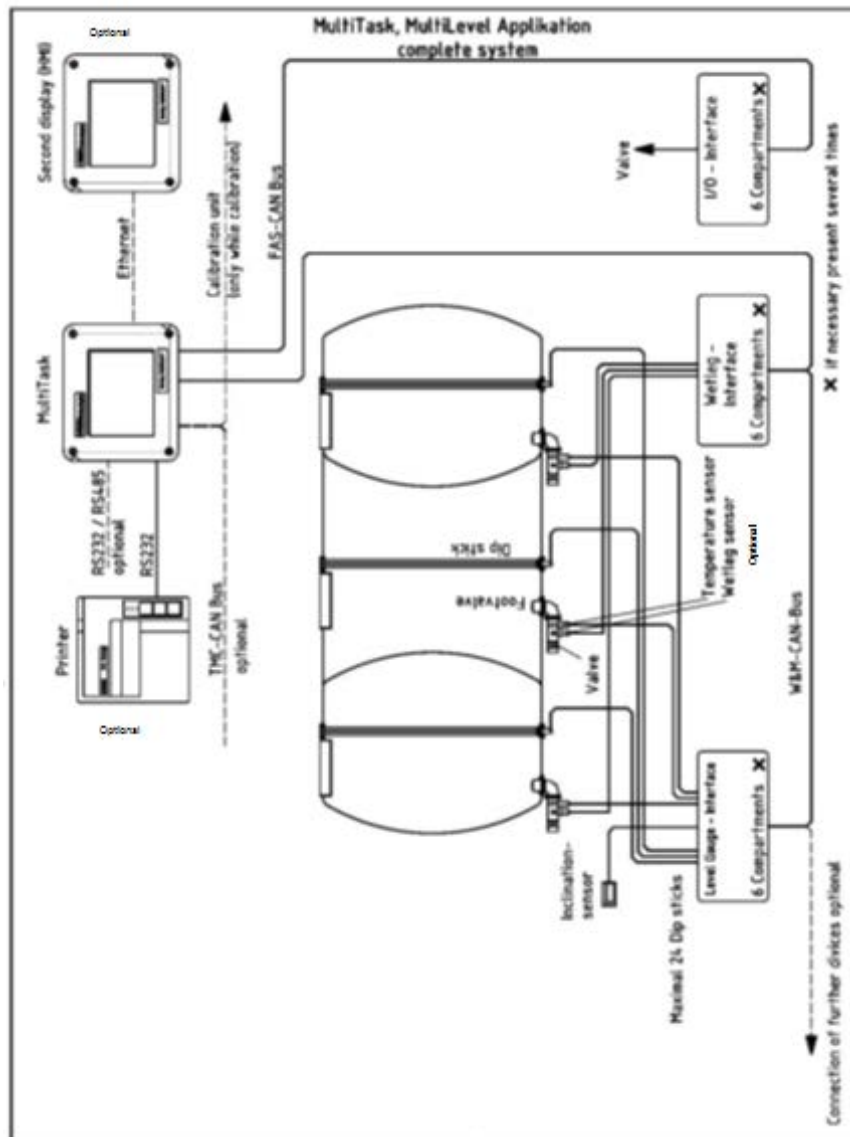 MultiTask, MultiLevel Applikation
complete system
Optional
Second display (HMI)
Ethernet
Calibration unit
(only while calibration)
FAS-CAN Bus
MultiTask
RS232 / RS485
optional
RS232
Printer
Optional
TMC-CAN Bus
optional
Valve
I/O - Interface
6 Compartments X
X if necessary present several times
Wetleg -
Interface
6 Compartments X
Dip stick
Footvalve
Temperature sensor
Wetleg sensor
Optional
Valve
W&M-CAN-Bus
Inclination-
sensor
Level Gauge - Interface
6 Compartments X
Maximal 24 Dip sticks
Connection of further divices optional